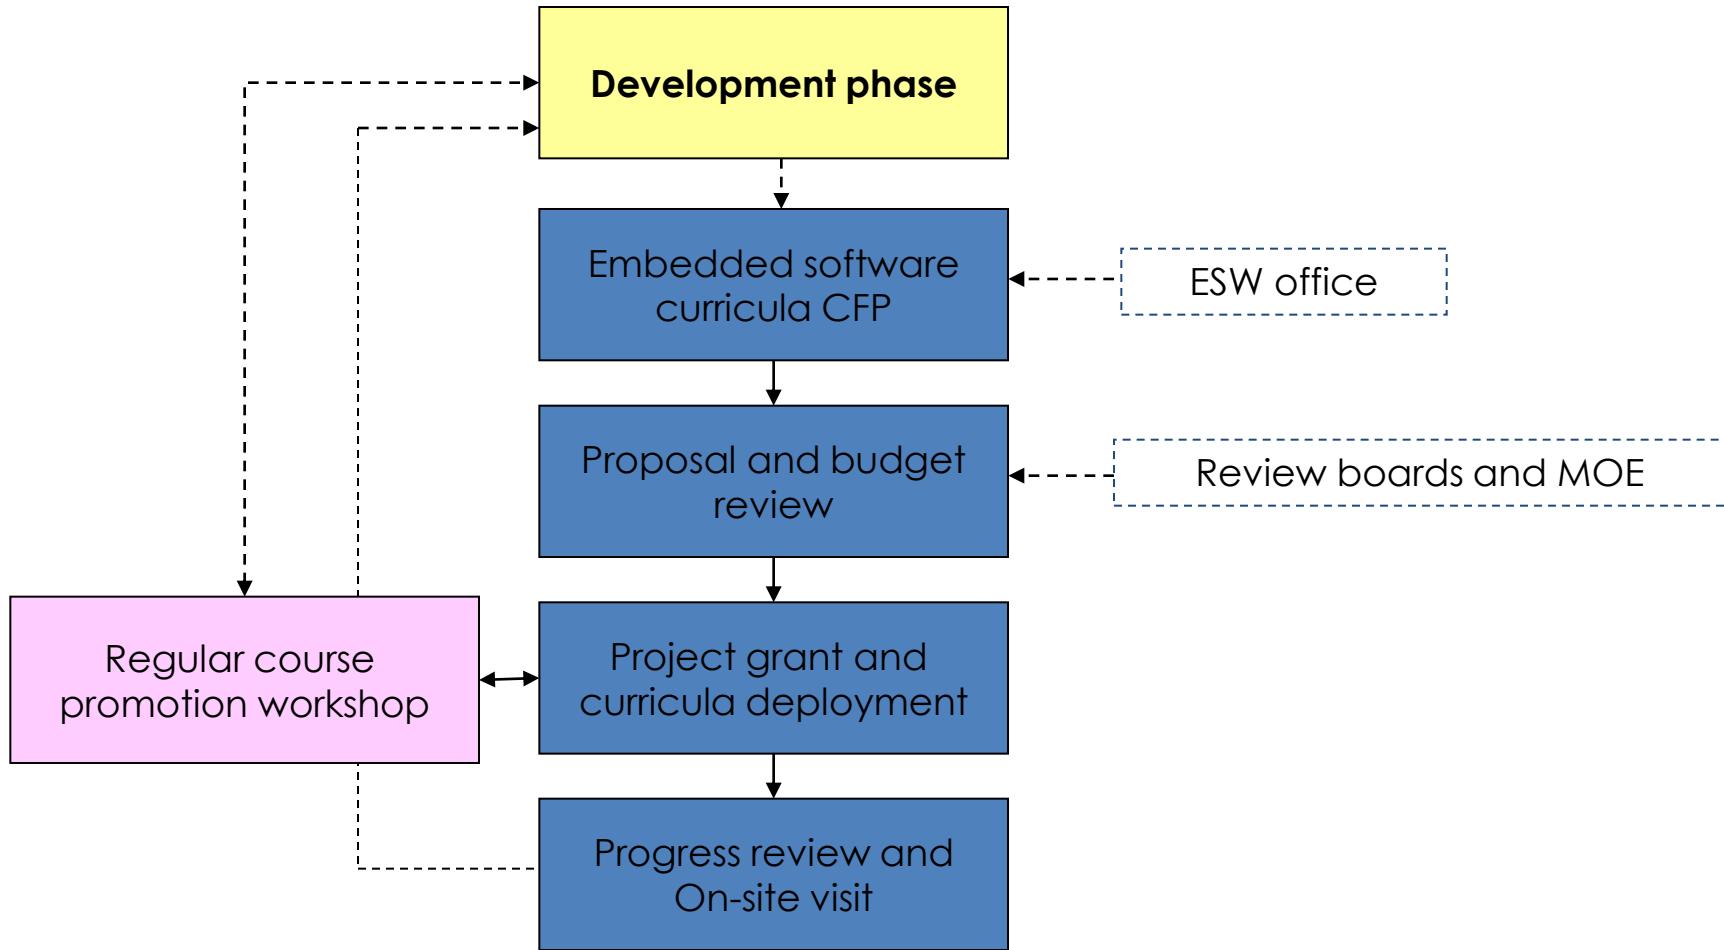 Development phase
Embedded software
curricula CFP
ESW office
Proposal and budget
review
Review boards and MOE
Regular course
promotion workshop
Project grant and
curricula deployment
Progress review and
On-site visit